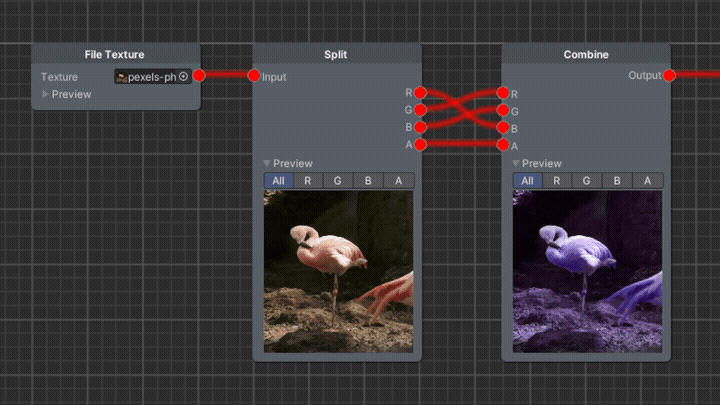 File Texture
Texture pexels-ph
Preview
Split
Input
R
G
B
A
Preview
All R G B A
Combine
Output
R
G
B
A
Preview
All R G B A